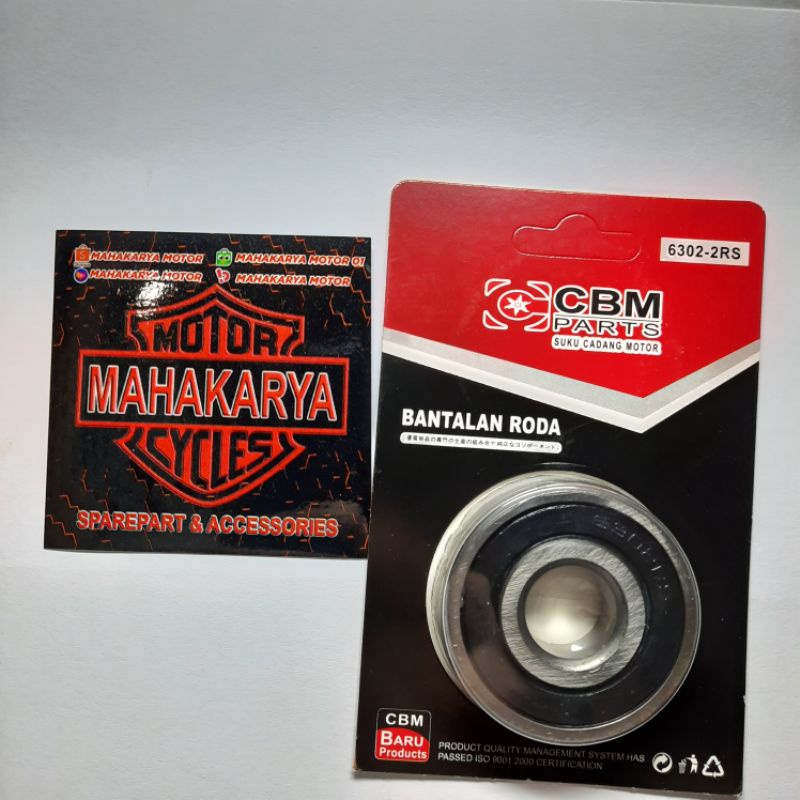 MAHAKARYA MOTOR
MAHAKARYA MOTOR 01
MAHAKARYA MOTOR
MAHAKARYA MOTOR
MOTOR
MAHAKARYA
CYCLES
SPAREPART & ACCESSORIES
6302-2RS
CBM
PARTS
SUKU CADANG MOTOR
BANTALAN RODA
CBM
BARU
Products
PRODUCT QUALITY MANAGEMENT SYSTEM HAS
PASSED ISO 9001 2000 CERTIFICATION